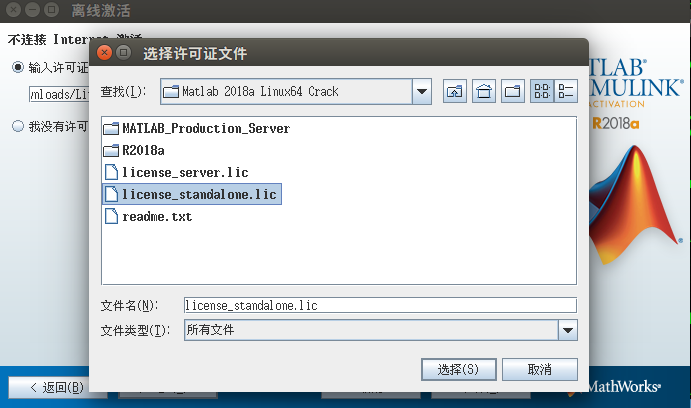 离线激活
不连接 Internet 激活
选择许可证文件
输入许可证
查找(I):
Matlab 2018a Linux64 Crack
nloads/Li
我没有许可
MATLAB_Production_Server
R2018a
license_server.lic
license_standalone.lic
readme.txt
TLAB®
MULINK®
ACTIVATION
R2018a
文件名(N):
license_standalone.lic
文件类型(T):
所有文件
选择(S)
取消
< 返回(B)
MathWorks®